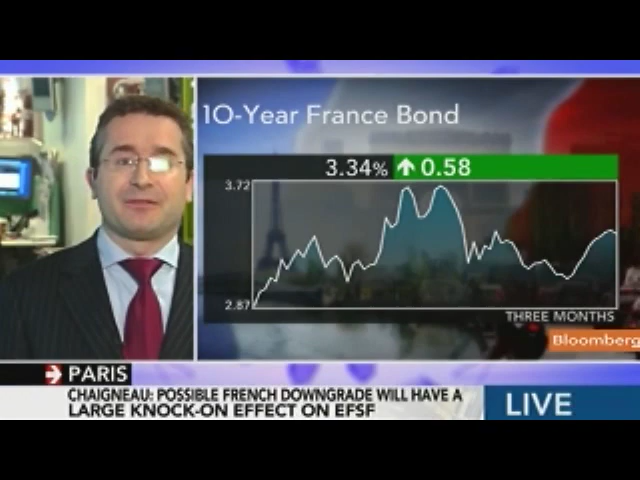 10-Year France Bond
3.34% 0.58
3.72
2.87
THREE MONTHS
Bloomberg
PARIS
CHAIGNEAU: POSSIBLE FRENCH DOWNGRADE WILL HAVE A
LARGE KNOCK-ON EFFECT ON EFSF
LIVE